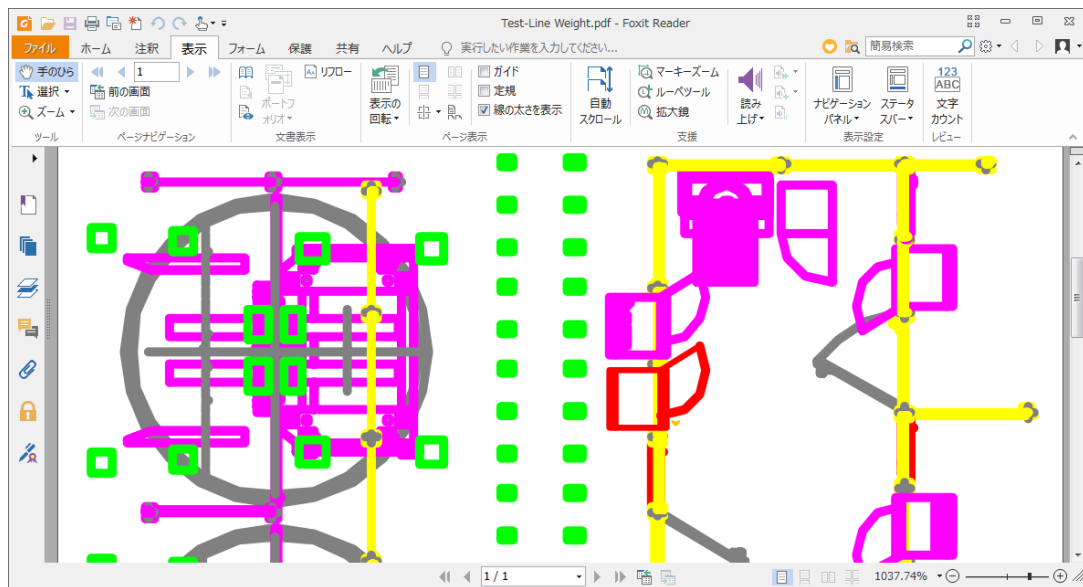 Test-Line Weight.pdf - Foxit Reader
ファイル ホーム 注釈 表示 フォーム 保護 共有 ヘルプ 実行したい作業を入力してください... 簡易検索
手のひら
選択
ズーム
ツール
1
前の画面
次の画面
ページナビゲーション
ポートフ
ォリオ
リフロー
文書表示
表示の
回転
ガイド
定規
線の太さを表示
ページ表示
自動
スクロール
マーキーズーム
ルーペツール
拡大鏡
読み
上げ
支援
ナビゲーション
パネル
ステータ
スバー
表示設定
123
ABC
文字
カウント
レビュー
1 / 1
1037.74%